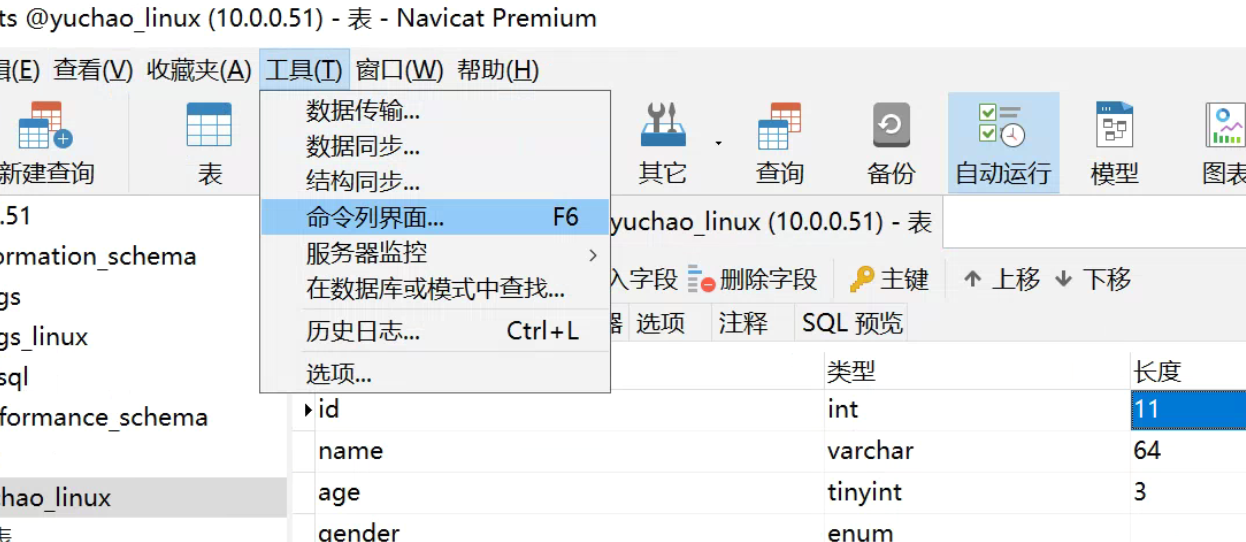 ts @yuchao_linux (10.0.0.51) - 表 - Navicat Premium
辑(E) 查看(V) 收藏夹(A) 工具(T) 窗口(W) 帮助(H)
新建查询 表 其它 查询 备份 自动运行 模型 图表
数据传输...
数据同步...
结构同步...
命令列界面... F6
服务器监控
在数据库或模式中查找...
历史日志... Ctrl+L
选项...
.51
ormation_schema
gs
gs_linux
sql
formance_schema
hao_linux
表
yuchao_linux (10.0.0.51) - 表
入字段 删除字段 主键 上移 下移
器 选项 注释 SQL 预览
类型 长度
id int 11
name varchar 64
age tinyint 3
gender enum